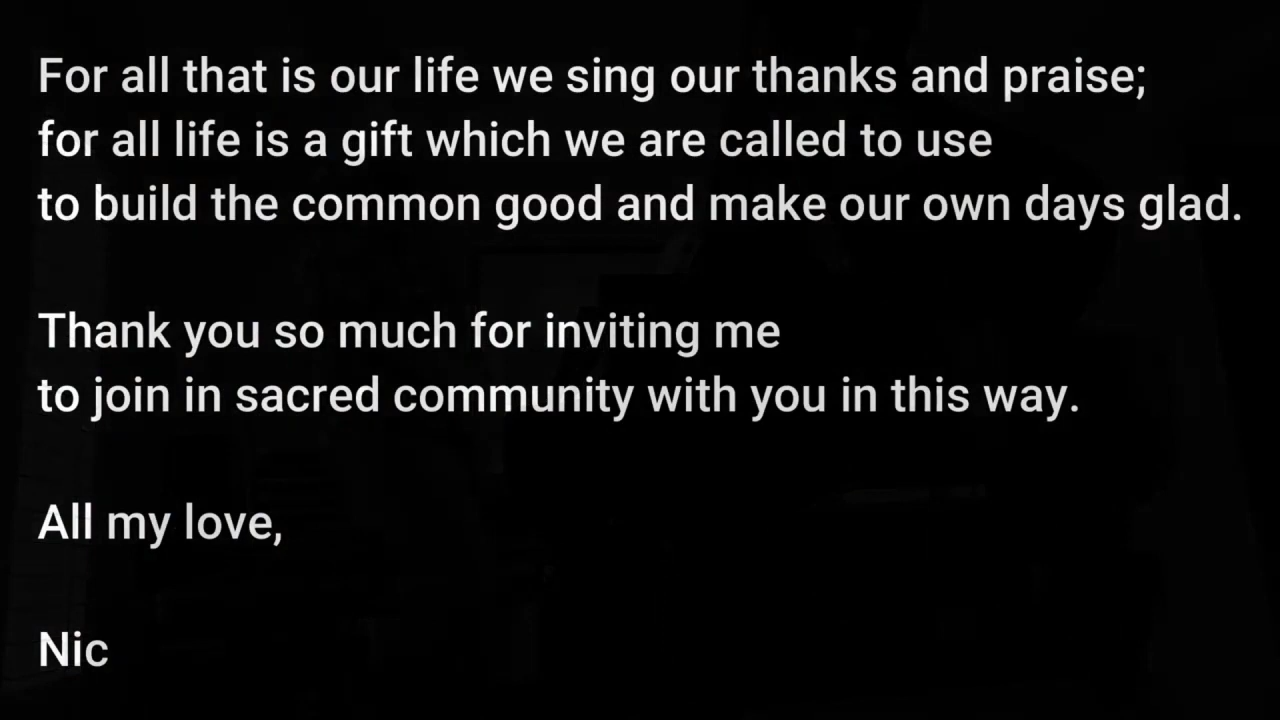 For all that is our life we sing our thanks and praise;
for all life is a gift which we are called to use
to build the common good and make our own days glad.
Thank you so much for inviting me
to join in sacred community with you in this way.
All my love,
Nic